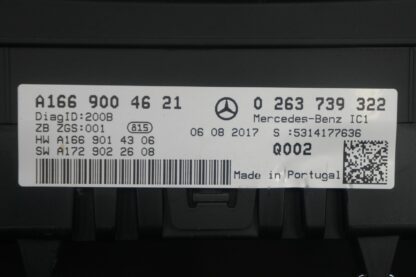 A166 900 46 21
0 263 739 322
DiagID:200B
Mercedes-Benz IC1
ZB ZGS:001 815
06 08 2017 S :5314177636
HW A166 901 43 06
SW A172 902 26 08
Q002
Made in Portugal